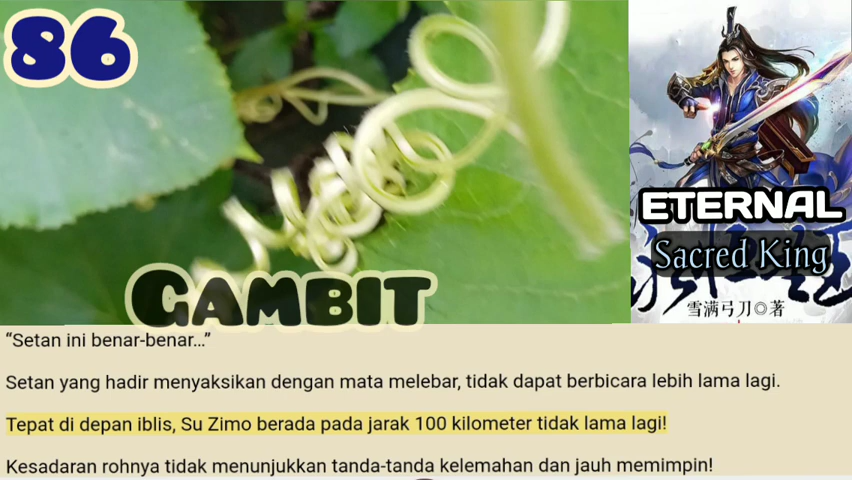 86
GAMBIT
ETERNAL
Sacred King
雪满弓刀◎著
“Setan ini benar-benar…”
Setan yang hadir menyaksikan dengan mata melebar, tidak dapat berbicara lebih lama lagi.
Tepat di depan iblis, Su Zimo berada pada jarak 100 kilometer tidak lama lagi!
Kesadaran rohnya tidak menunjukkan tanda-tanda kelemahan dan jauh memimpin!